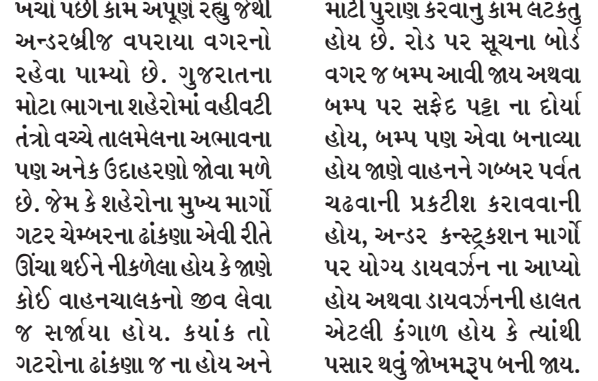 ખર્ચા પછી કામ અપૂર્ણ રહ્યુ જેથી
અન્ડરબ્રીજ વપરાયા વગરનો
રહેવા પામ્યો છે. ગુજરાતના
મોટા ભાગના શહેરોમાં વહીવટી
તંત્રો વચ્ચે તાલમેલના અભાવના
પણ અનેક ઉદાહરણો જોવા મળે
છે. જેમ કે શહેરોના મુખ્ય માર્ગો
ગટર ચેમ્બરના ઢાંકણા એવી રીતે
ઊંચા થઈને નીકળેલા હોય કે જાણે
કોઈ વાહનચાલકનો જીવ લેવા
જ સર્જાયા હોય. કયાંક તો
ગટરોના ઢાંકણા જ ના હોય અને
માટી પુરાણ કરવાનુ કામ લટકતુ
હોય છે. રોડ પર સૂચના બોર્ડ
વગર જ બમ્પ આવી જાય અથવા
બમ્પ પર સફેદ પટ્ટા ના દોર્યા
હોય, બમ્પ પણ એવા બનાવ્યા
હોય જાણે વાહનને ગબ્બર પર્વત
ચઢવાની પ્રકટીશ કરાવવાની
હોય, અન્ડર કન્સ્ટ્રકશન માર્ગો
પર યોગ્ય ડાયવર્ઝન ના આપ્યો
હોય અથવા ડાયવર્ઝનની હાલત
એટલી કંગાળ હોય કે ત્યાંથી
પસાર થવું જોખમરૂપ બની જાય.